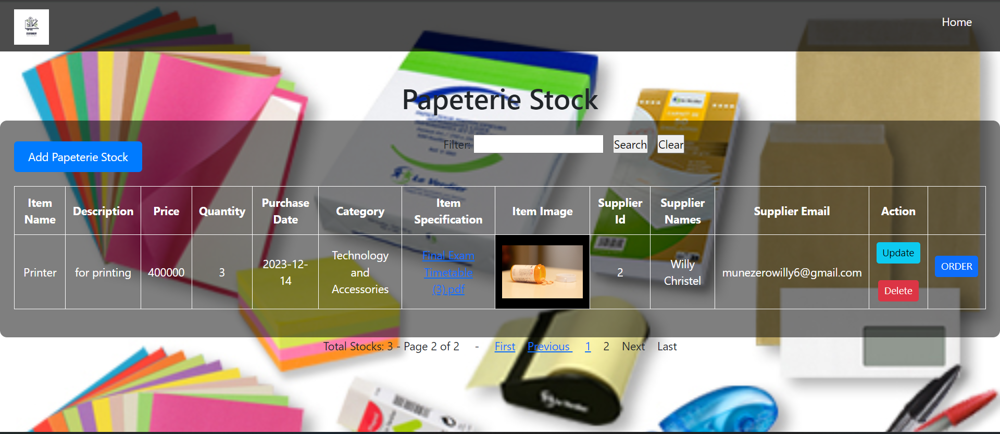 STATIONERY
Home
Papeterie Stock
Filter:
Search
Clear
Add Papeterie Stock
Item Name
Description
Price
Quantity
Purchase Date
Category
Item Specification
Item Image
Supplier Id
Supplier Names
Supplier Email
Action
Printer
for printing
400000
3
2023-12-14
Technology and Accessories
Final Exam Timetable (3).pdf
2
Willy Christel
munezerowilly6@gmail.com
Update
Delete
ORDER
Total Stocks: 3 - Page 2 of 2 - First Previous 1 2 Next Last
La Verdier